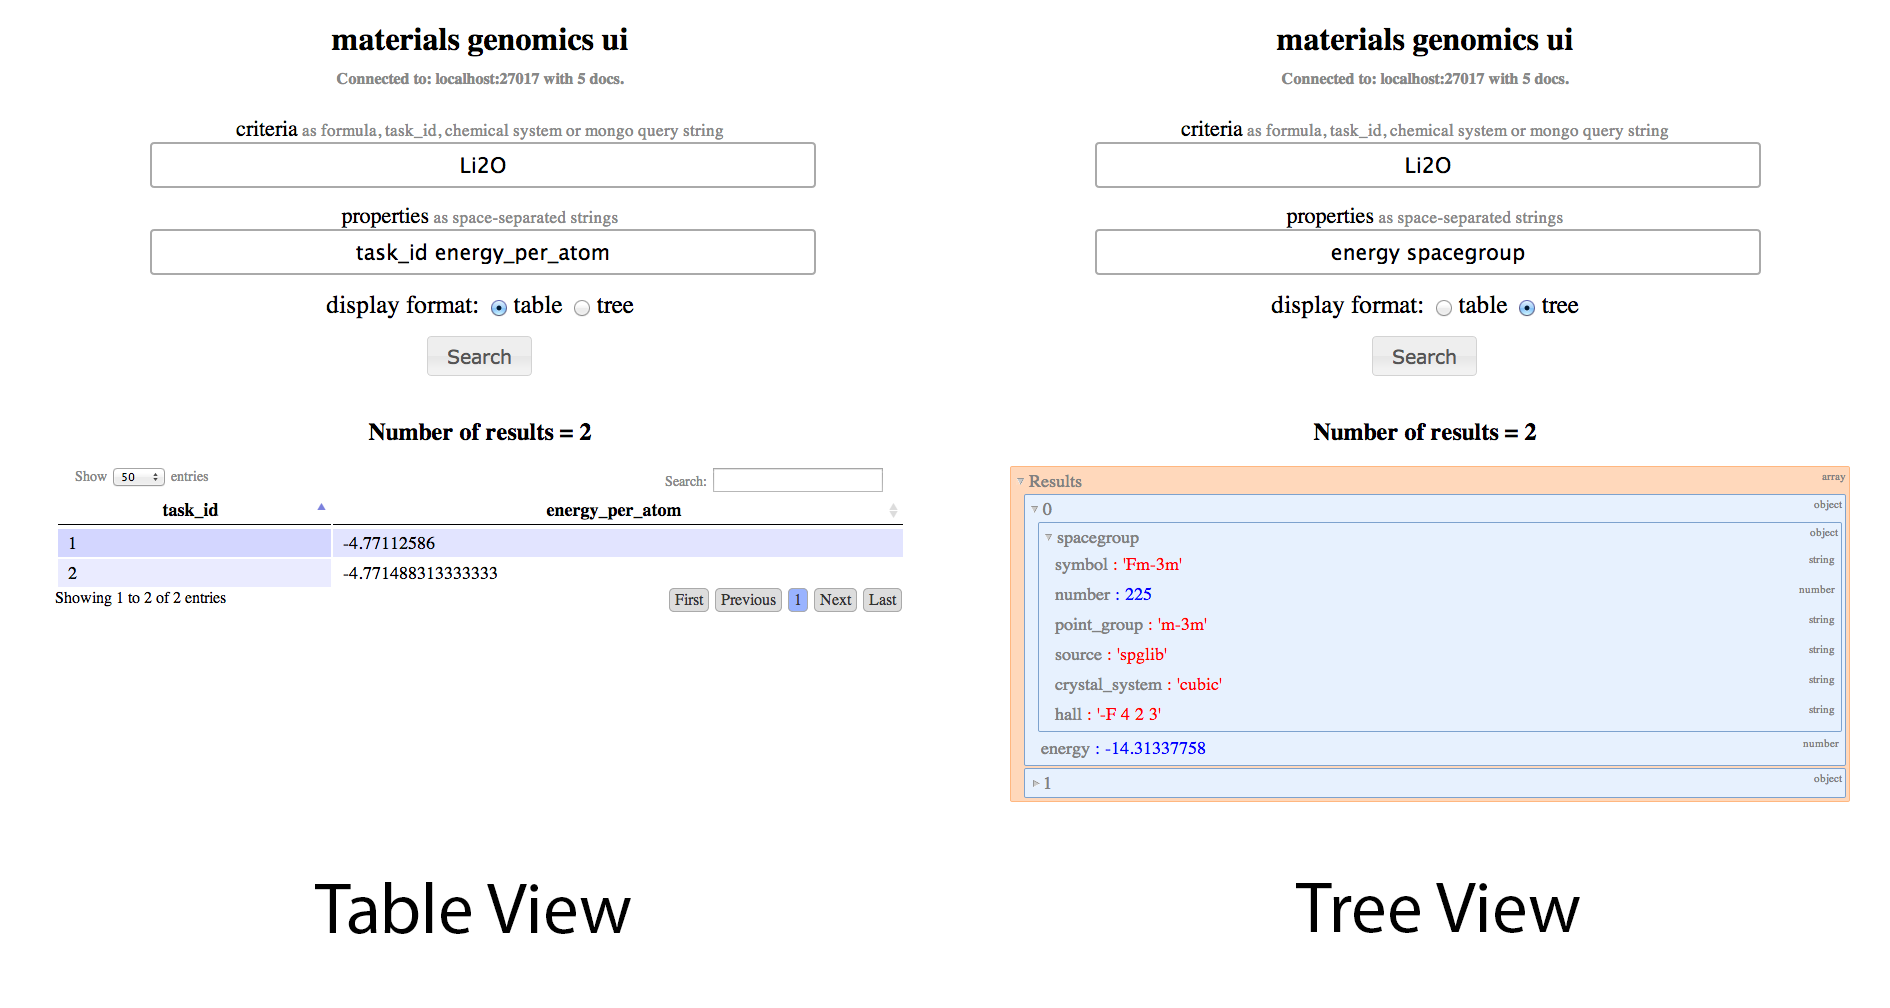 materials genomics ui
Connected to: localhost:27017 with 5 docs.
criteria as formula, task_id, chemical system or mongo query string
Li2O
properties as space-separated strings
task_id energy_per_atom
display format: table tree
Search
Number of results = 2
Show 50 entries Search:
task_id energy_per_atom
1 -4.77112586
2 -4.771488313333333
Showing 1 to 2 of 2 entries First Previous 1 Next Last
Table View
materials genomics ui
Connected to: localhost:27017 with 5 docs.
criteria as formula, task_id, chemical system or mongo query string
Li2O
properties as space-separated strings
energy spacegroup
display format: table tree
Search
Number of results = 2
Results array
0 object
spacegroup object
symbol : 'Fm-3m' string
number : 225 number
point_group : 'm-3m' string
source : 'spglib' string
crystal_system : 'cubic' string
hall : '-F 4 2 3' string
energy : -14.31337758 number
1 object
Tree View